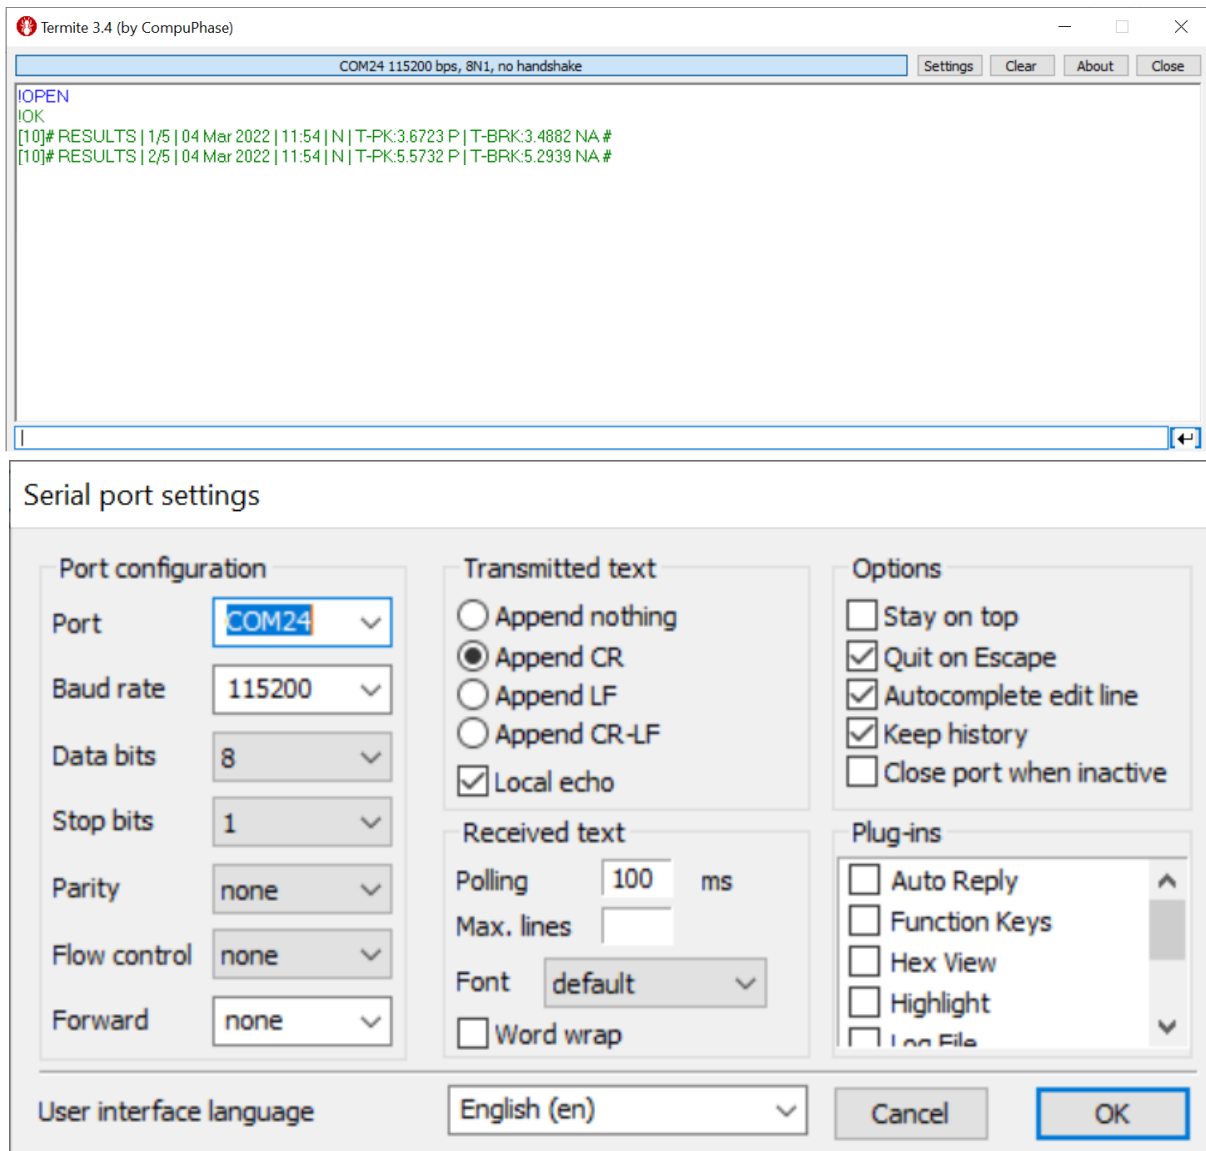 Termite 3.4 (by CompuPhase)
COM24 115200 bps, 8N1, no handshake
Settings
Clear
About
Close
!OPEN
!OK
[10]# RESULTS | 1/5 | 04 Mar 2022 | 11:54 | N | T-PK:3.6723 P | T-BRK:3.4882 NA #
[10]# RESULTS | 2/5 | 04 Mar 2022 | 11:54 | N | T-PK:5.5732 P | T-BRK:5.2939 NA #
Serial port settings
Port configuration
Port COM24
Baud rate 115200
Data bits 8
Stop bits 1
Parity none
Flow control none
Forward none
Transmitted text
Append nothing
Append CR
Append LF
Append CR-LF
Local echo
Received text
Polling 100 ms
Max. lines
Font default
Word wrap
Options
Stay on top
Quit on Escape
Autocomplete edit line
Keep history
Close port when inactive
Plug-ins
Auto Reply
Function Keys
Hex View
Highlight
Log File
User interface language English (en)
Cancel
OK